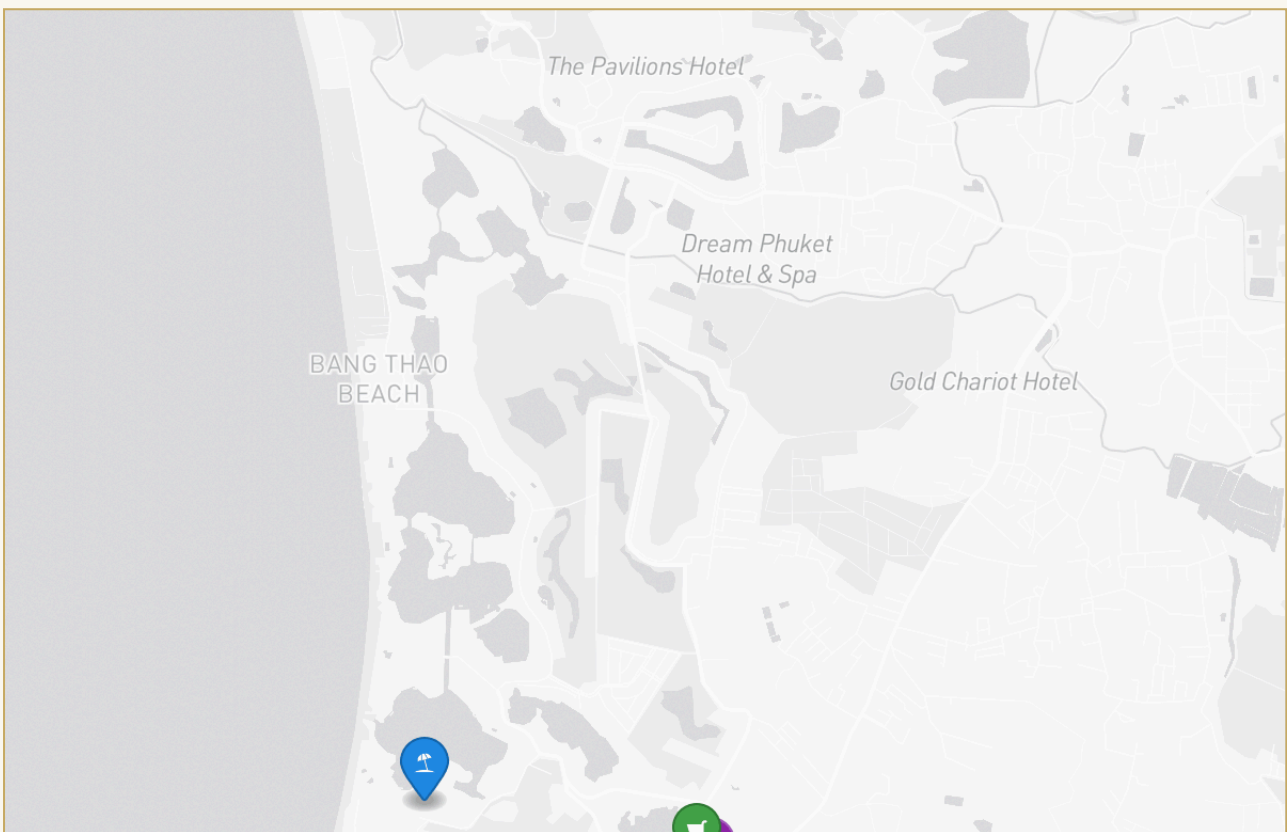 The Pavilions Hotel
Dream Phuket
Hotel & Spa
BANG THAO
BEACH
Gold Chariot Hotel